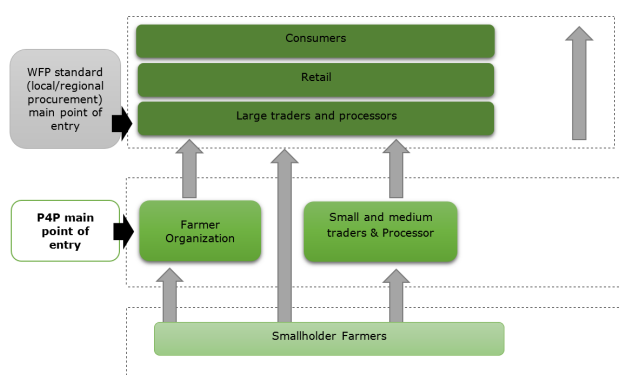 Consumers
Retail
Large traders and processors
WFP standard
(local/regional
procurement)
main point of
entry
P4P main
point of
entry
Farmer
Organization
Small and medium
traders & Processor
Smallholder Farmers